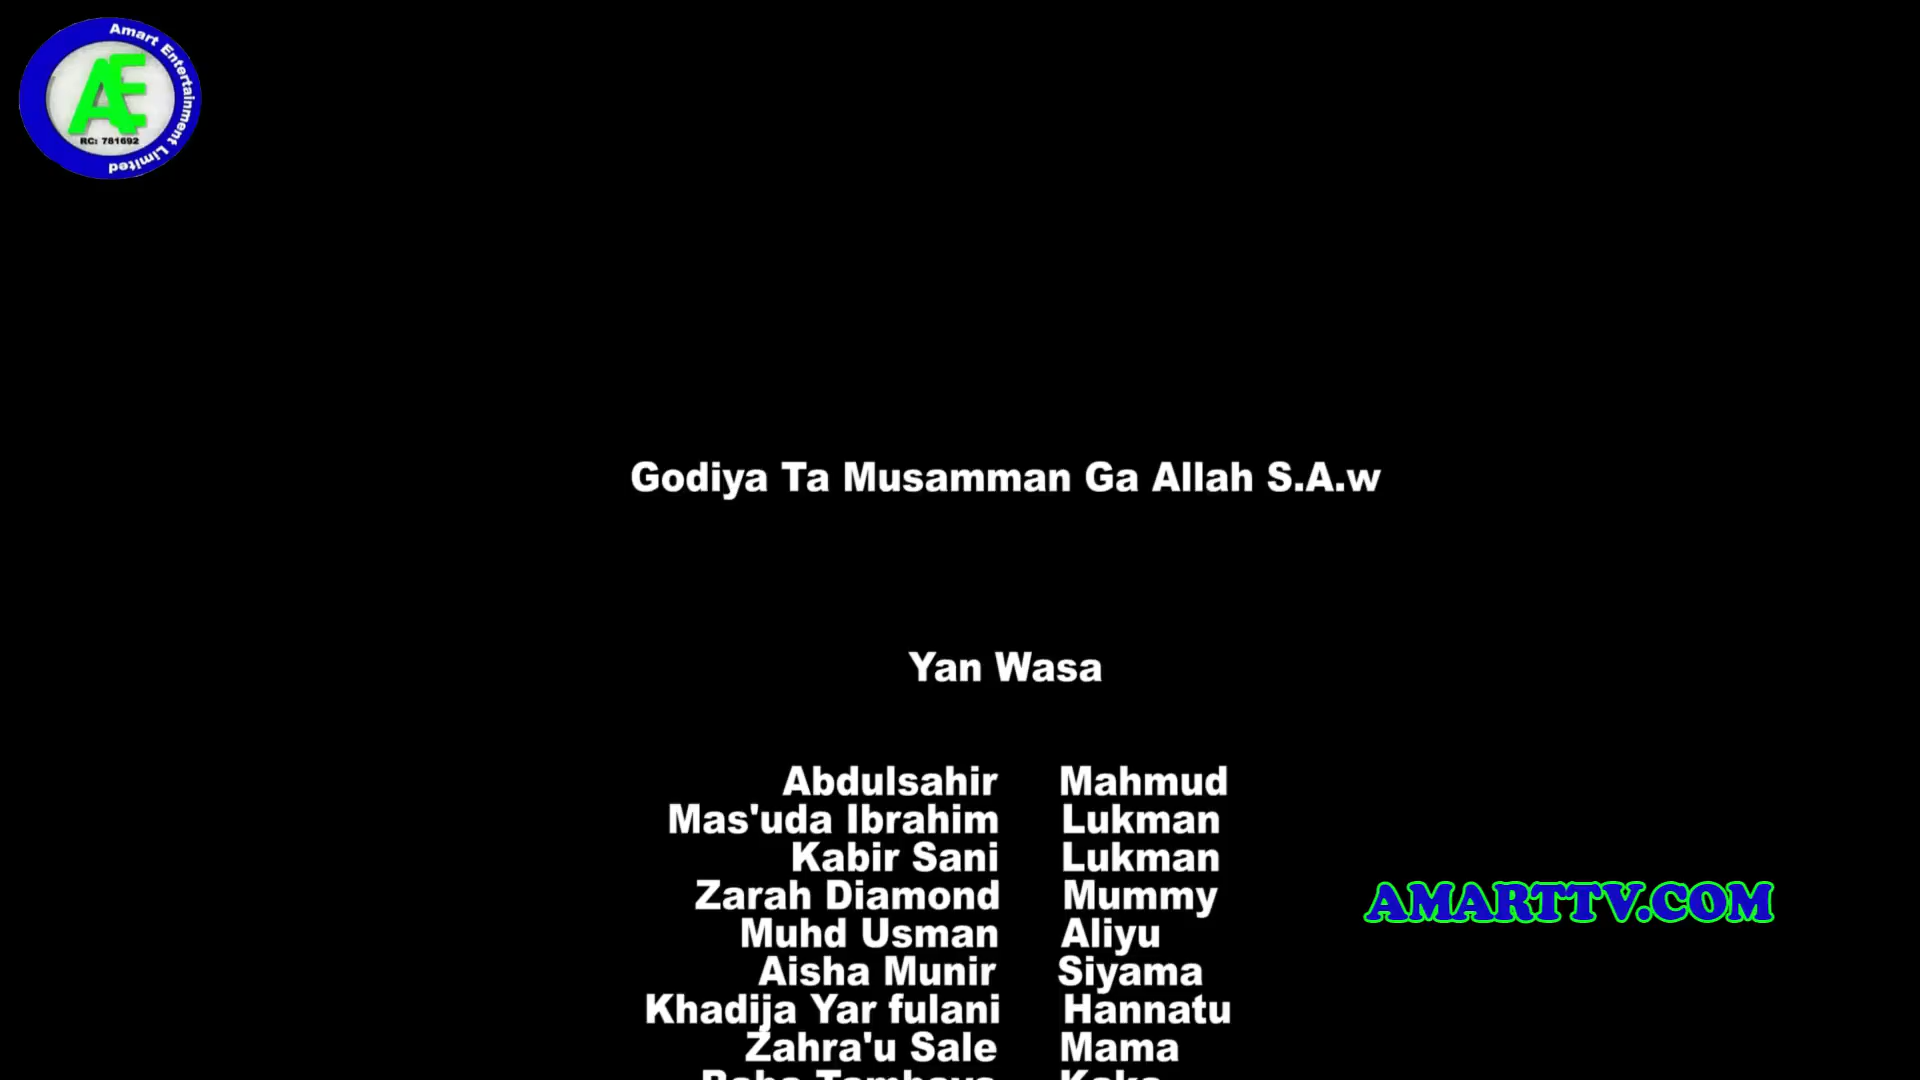 Amart Entertainment Limited
AE
RC: 781692
Godiya Ta Musamman Ga Allah S.A.w
Yan Wasa
Abdulsahir Mahmud
Mas'uda Ibrahim Lukman
Kabir Sani Lukman
Zarah Diamond Mummy
AMARTTV.COM
Muhd Usman Aliyu
Aisha Munir Siyama
Khadija Yar fulani Hannatu
Zahra'u Sale Mama